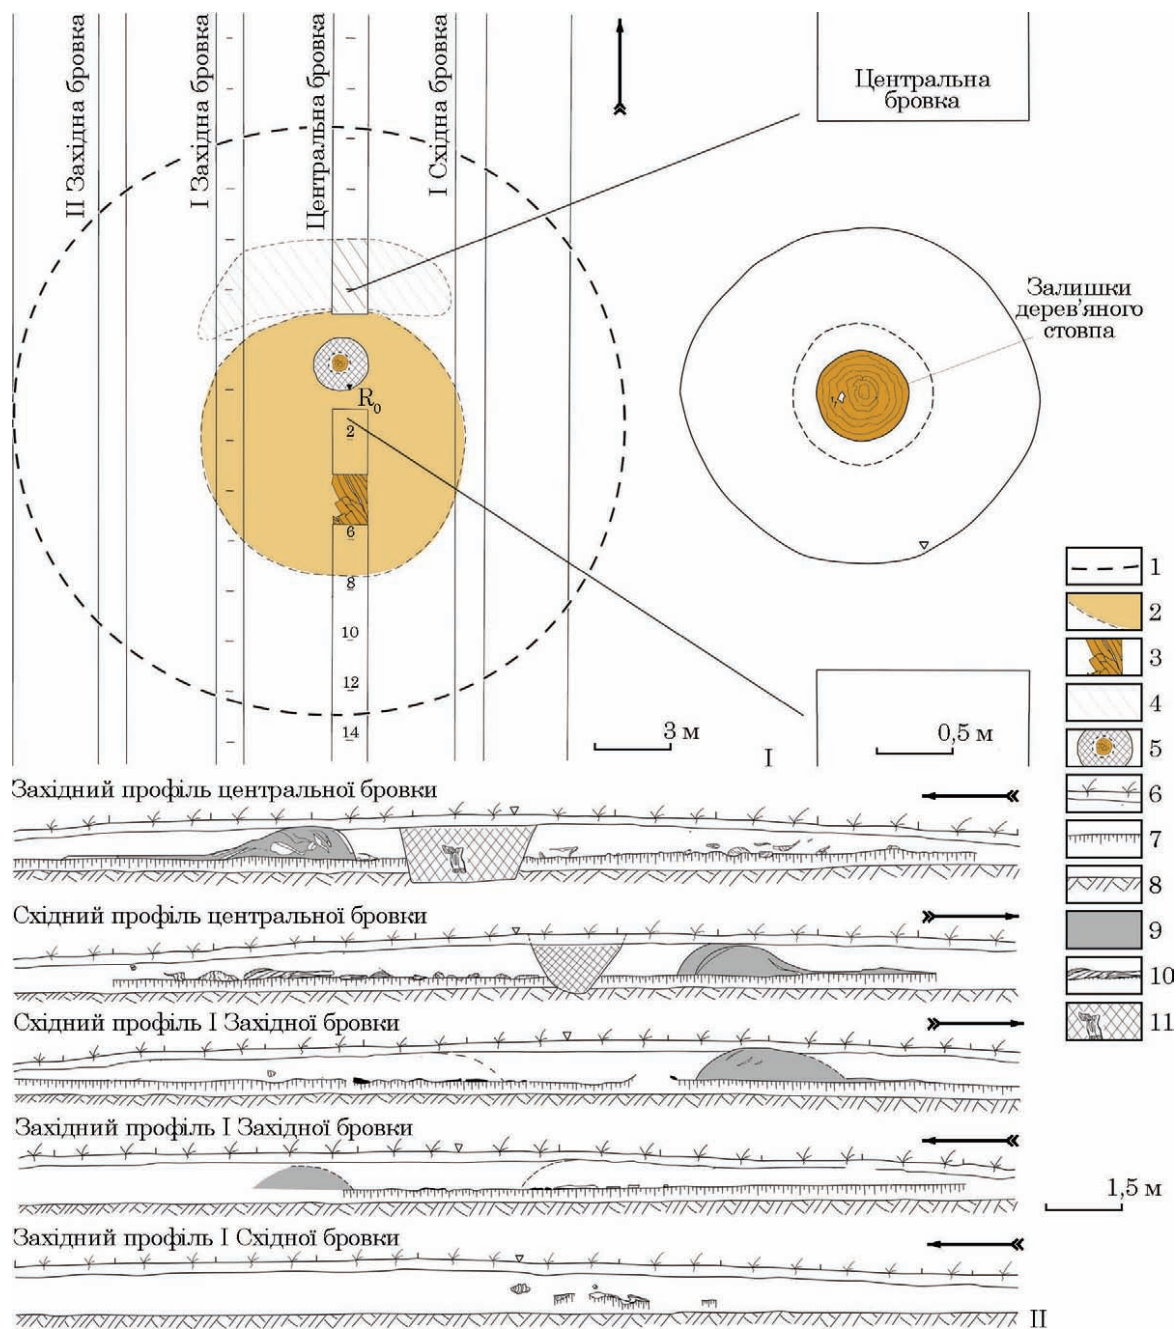 ІІ Західна бровка
І Західна бровка
Центральна бровка
І Східна бровка
Центральна
бровка
Залишки
дерев'яного
стовпа
R₀
2
6
8
10
12
14
3 м
І
0,5 м
1
2
3
4
5
6
7
8
9
10
11
Західний профіль центральної бровки
Східний профіль центральної бровки
Східний профіль І Західної бровки
Західний профіль І Західної бровки
1,5 м
Західний профіль І Східної бровки
ІІ